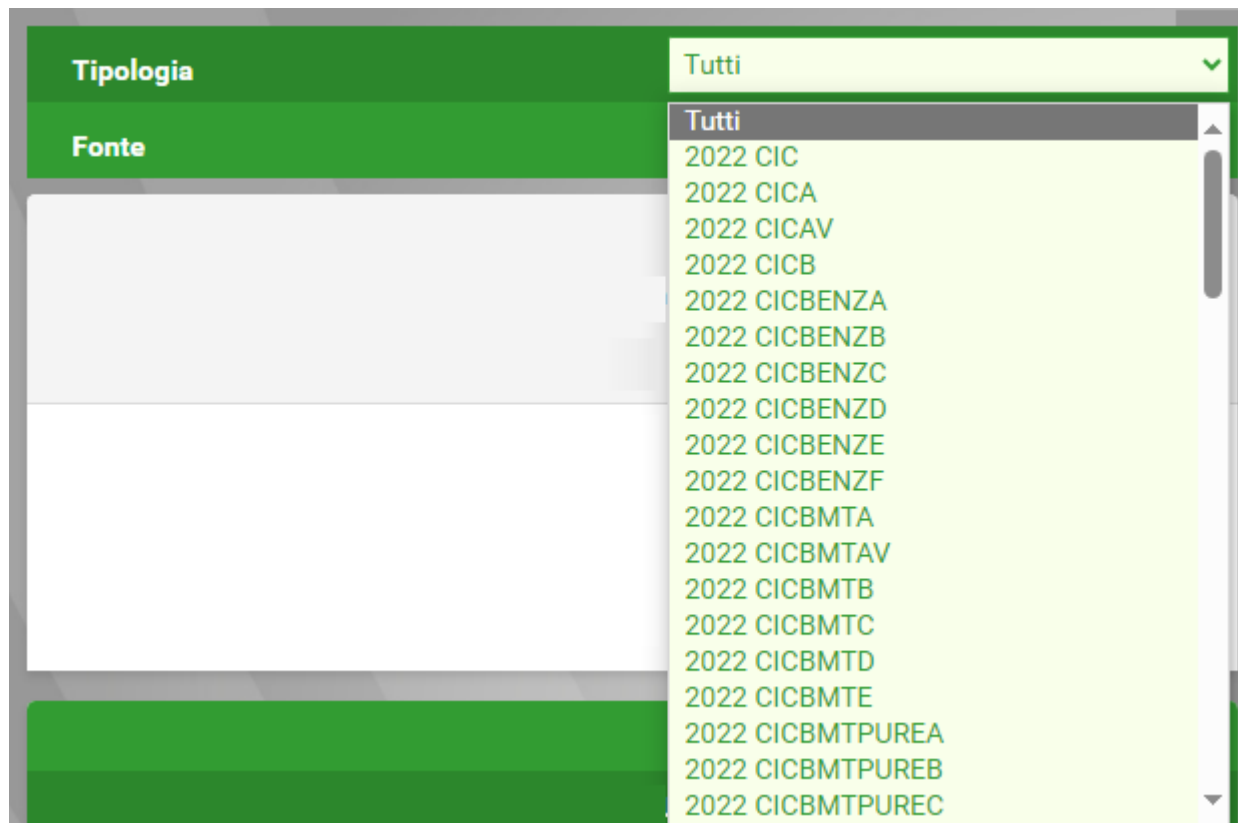 Tipologia
Tutti
Fonte
Tutti
2022 CIC
2022 CICA
2022 CICAV
2022 CICB
2022 CICBENZA
2022 CICBENZB
2022 CICBENZC
2022 CICBENZD
2022 CICBENZE
2022 CICBENZF
2022 CICBMTA
2022 CICBMTAV
2022 CICBMTB
2022 CICBMTC
2022 CICBMTD
2022 CICBMTE
2022 CICBMTPUREA
2022 CICBMTPUREB
2022 CICBMTPUREC